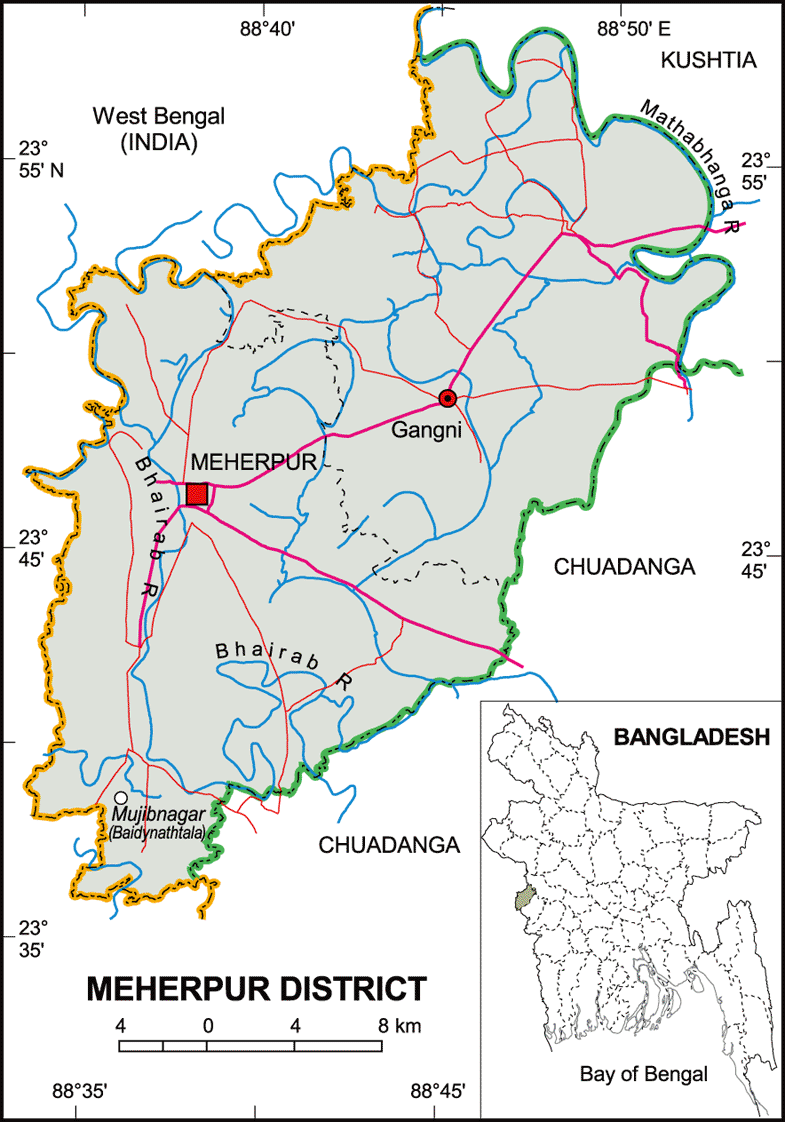 88°40'
88°50' E
KUSHTIA
West Bengal
(INDIA)
Mathabhanga R
23°
55' N
23°
55'
Gangni
MEHERPUR
Bhairab R
23°
45'
23°
45'
CHUADANGA
Bhairab R
BANGLADESH
Mujibnagar
(Baidynathtala)
CHUADANGA
23°
35'
MEHERPUR DISTRICT
4 0 4 8 km
Bay of Bengal
88°35'
88°45'